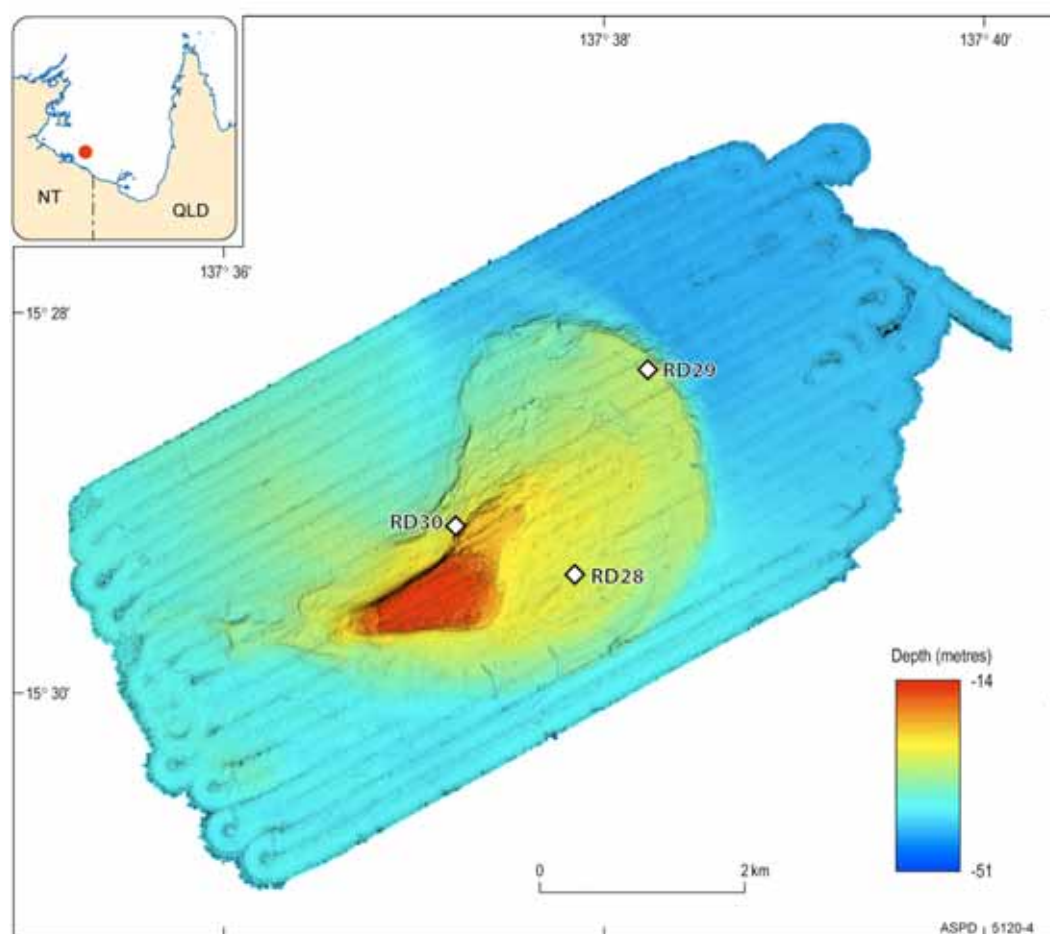 137° 38'
137° 40'
NT
QLD
137° 36'
15° 28'
RD29
RD30
RD28
Depth (metres)
-14
15° 30'
-51
0
2 km
ASPD 5120-4